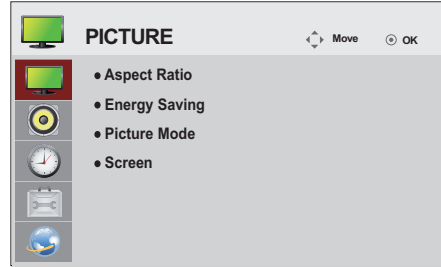 PICTURE
Move
OK
● Aspect Ratio
● Energy Saving
● Picture Mode
● Screen